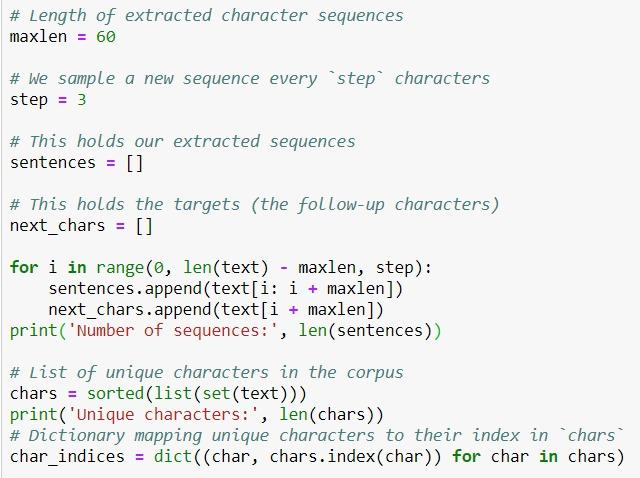 # Length of extracted character sequences
maxlen = 60
# We sample a new sequence every `step` characters
step = 3
# This holds our extracted sequences
sentences = []
# This holds the targets (the follow-up characters)
next_chars = []
for i in range(0, len(text) - maxlen, step):
    sentences.append(text[i: i + maxlen])
    next_chars.append(text[i + maxlen])
print('Number of sequences:', len(sentences))
# List of unique characters in the corpus
chars = sorted(list(set(text)))
print('Unique characters:', len(chars))
# Dictionary mapping unique characters to their index in `chars`
char_indices = dict((char, chars.index(char)) for char in chars)